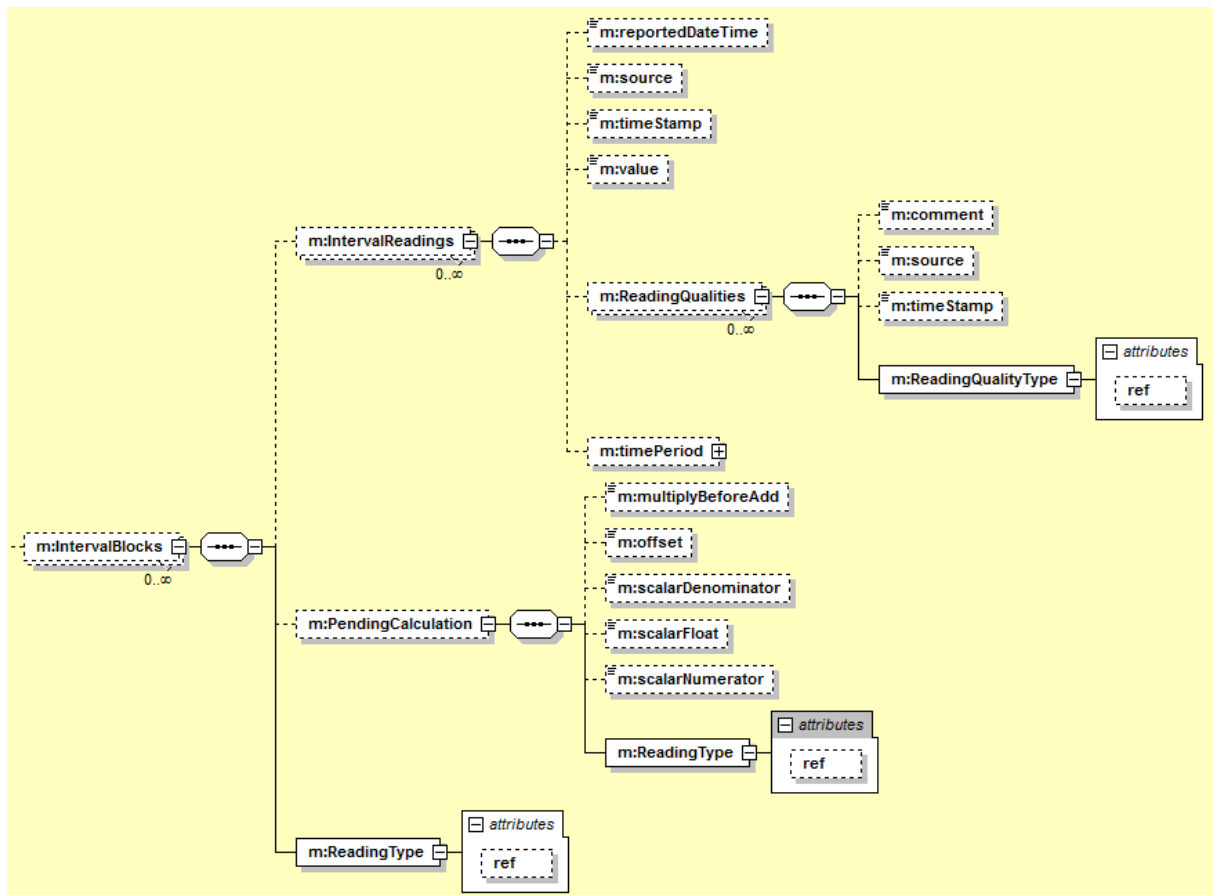 m:reportedDateTime
m:source
m:timeStamp
m:value
m:comment
m:IntervalReadings
0..∞
m:source
m:ReadingQualities
0..∞
m:timeStamp
attributes
m:ReadingQualityType
ref
m:timePeriod
m:multiplyBeforeAdd
m:IntervalBlocks
0..∞
m:offset
m:scalarDenominator
m:PendingCalculation
m:scalarFloat
m:scalarNumerator
attributes
m:ReadingType
ref
attributes
m:ReadingType
ref